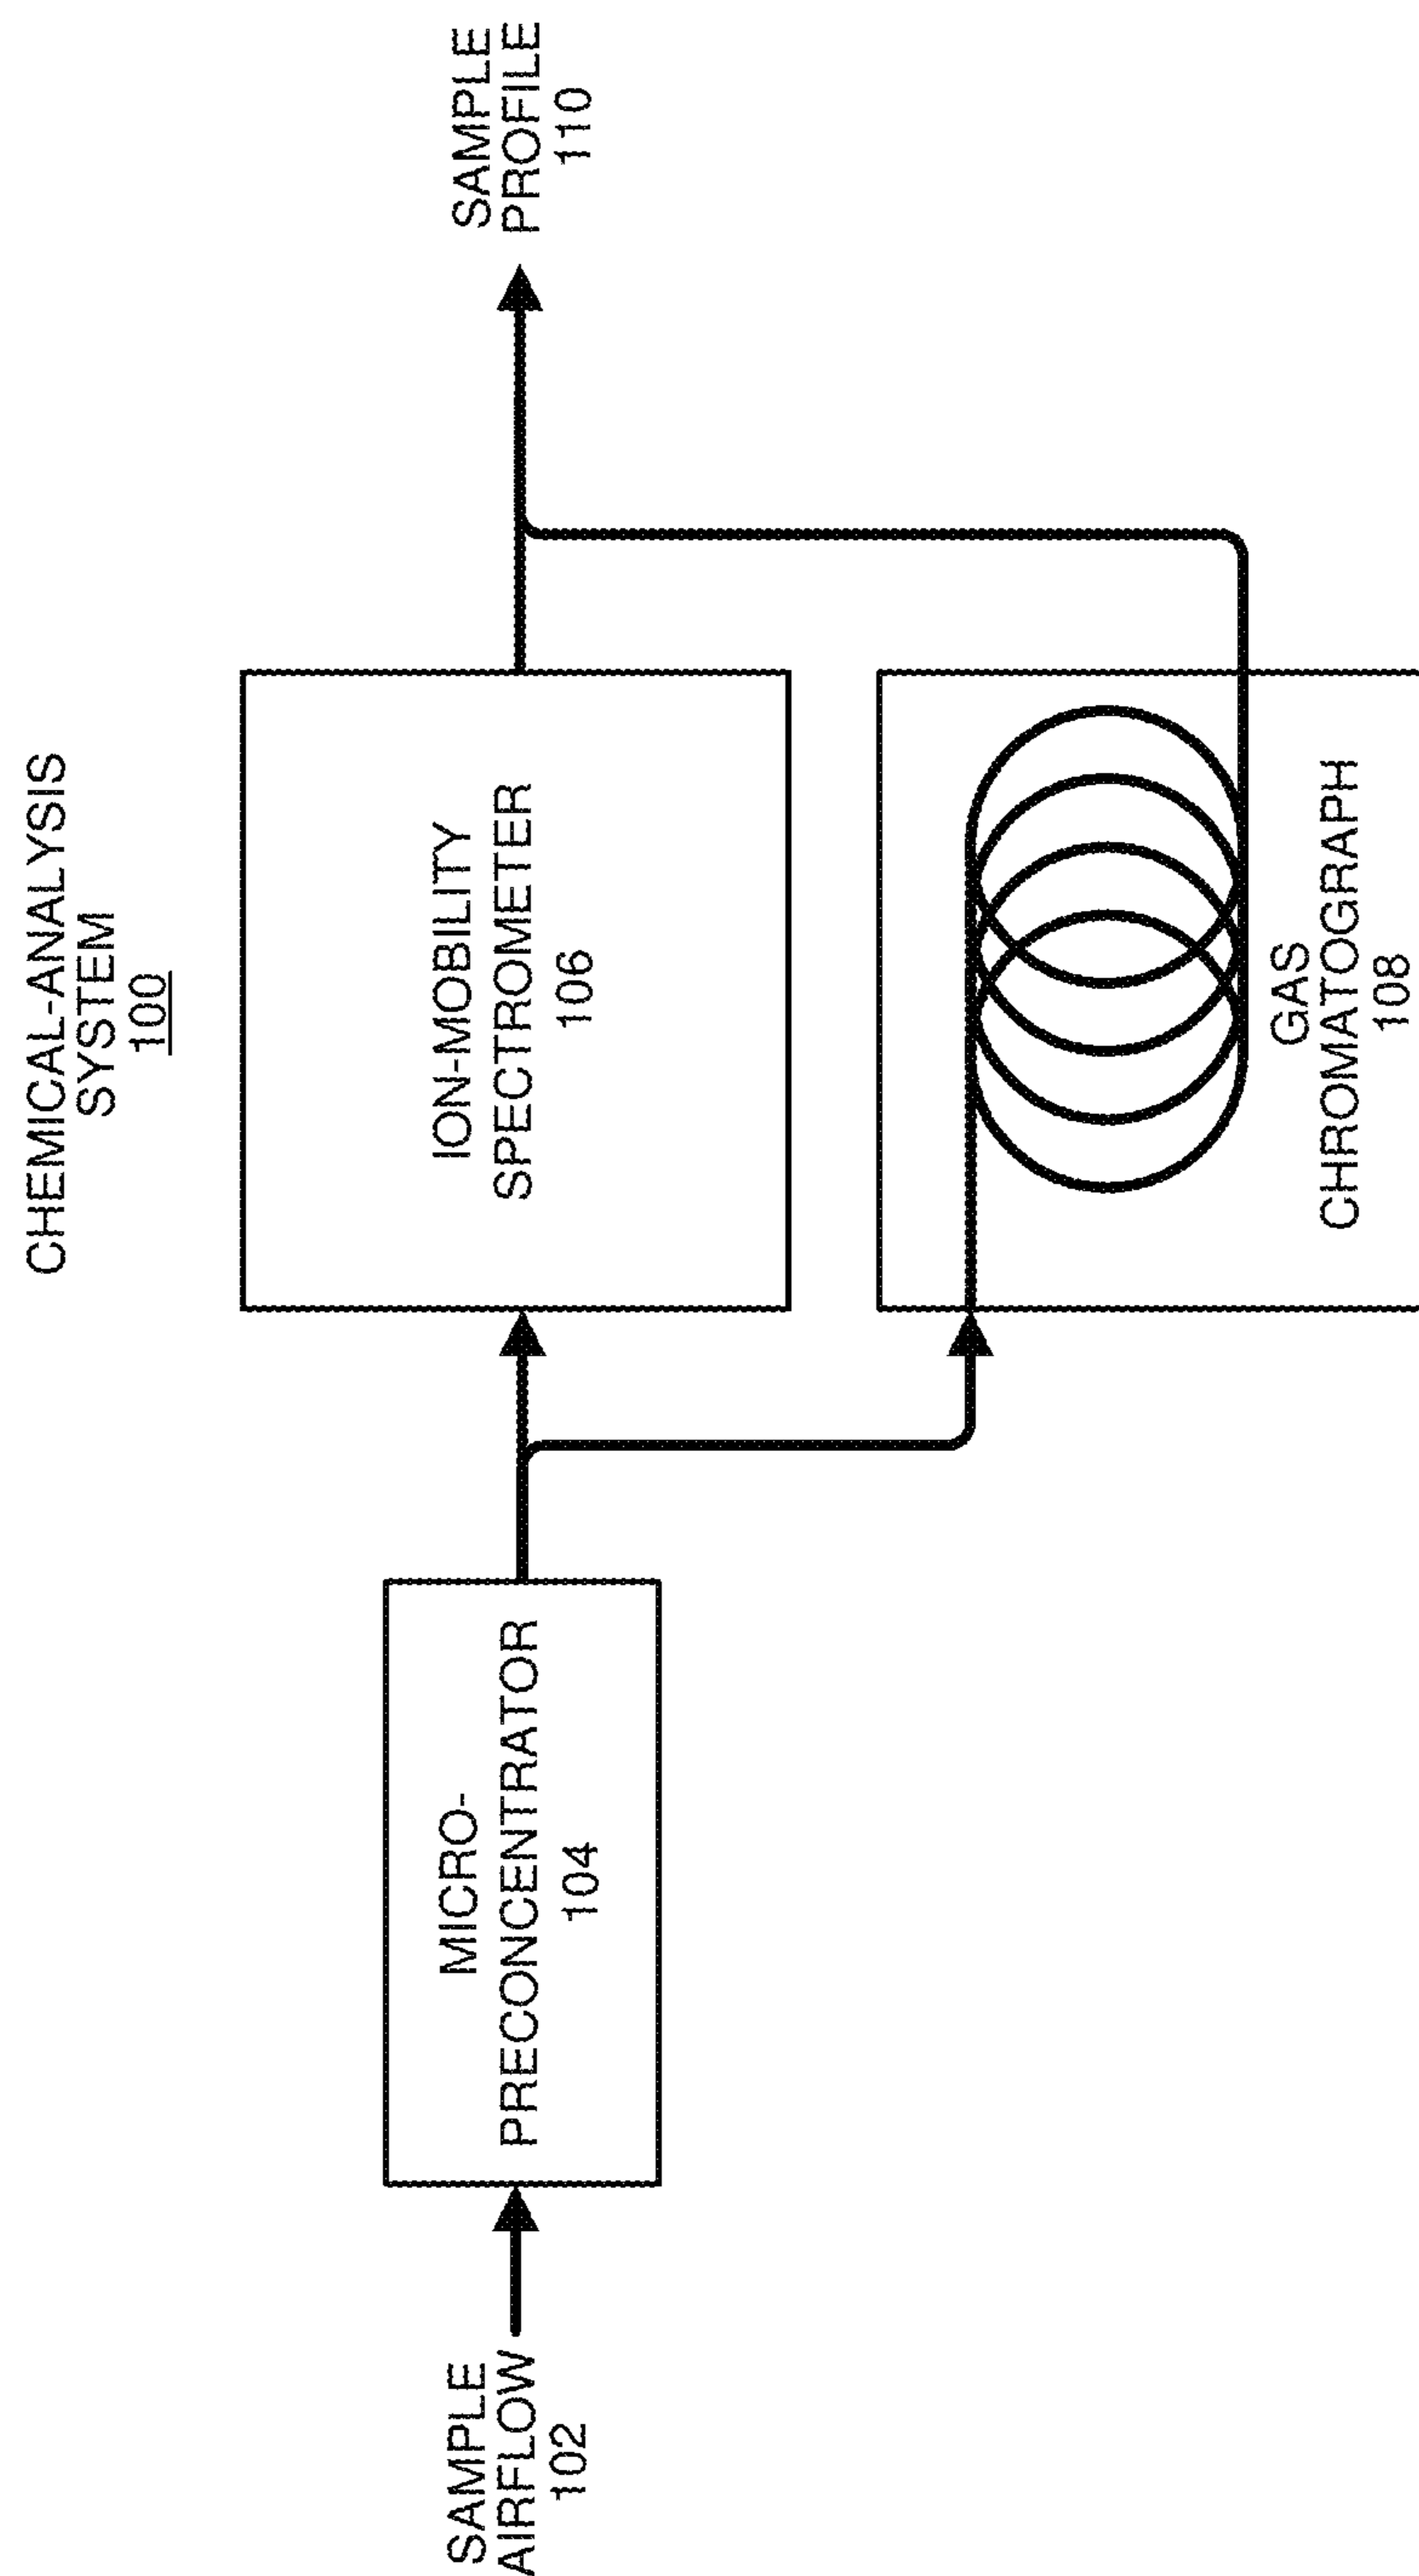 CHEMICAL-ANALYSIS
SYSTEM
100
SAMPLE
AIRFLOW
102
MICRO-
PRECONCENTRATOR
104
ION-MOBILITY
SPECTROMETER
106
GAS
CHROMATOGRAPH
108
SAMPLE
PROFILE
110